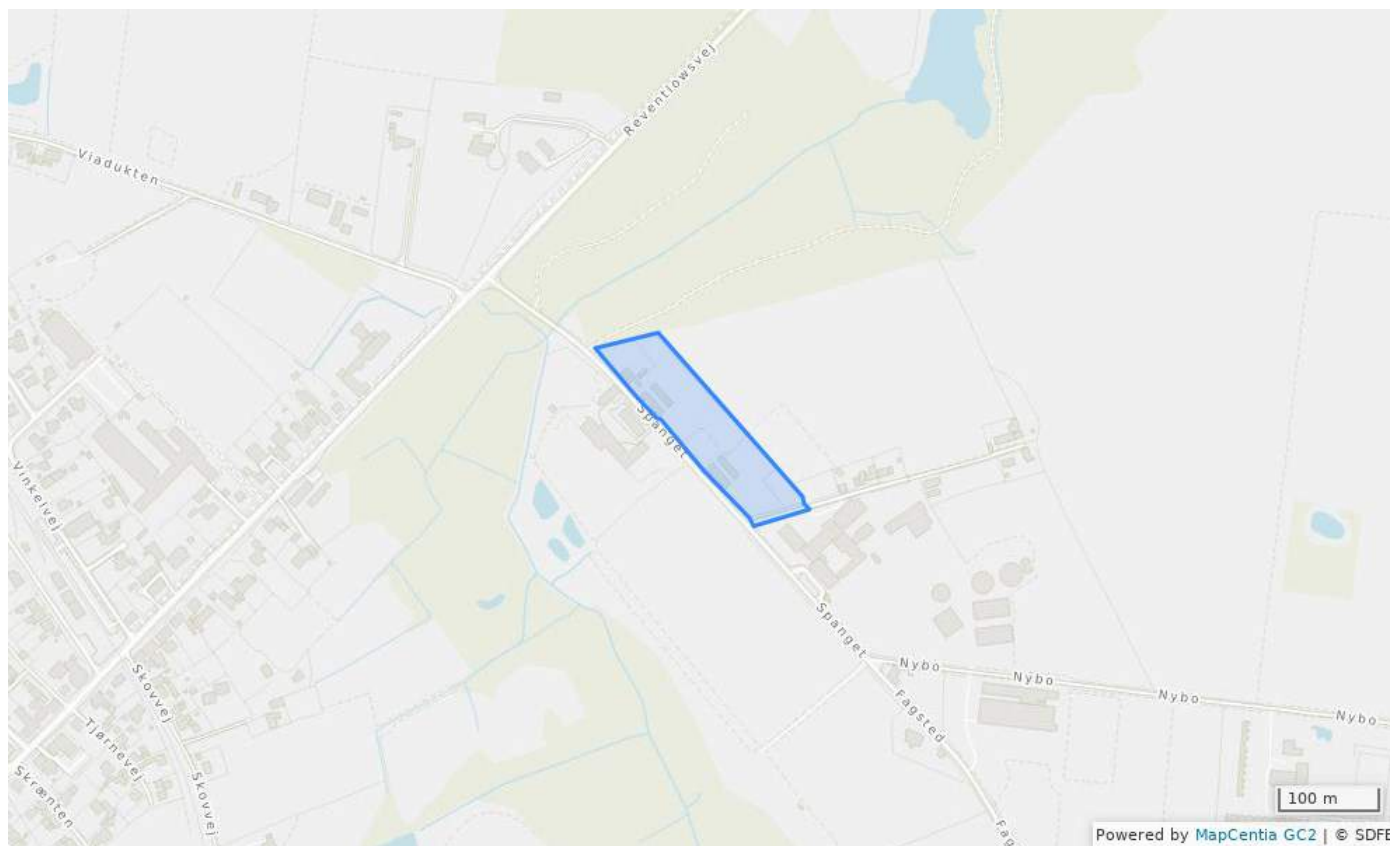 Reventlowsvej
Viadukten
Spanget
Vinkelvej
Spanget
Nybo
Nybo
Nybo
Nybo
Skovvej
Fagsted
Tjørnevej
Skovvej
Skrænten
100 m
Powered by MapCentia GC2 | © SDFE